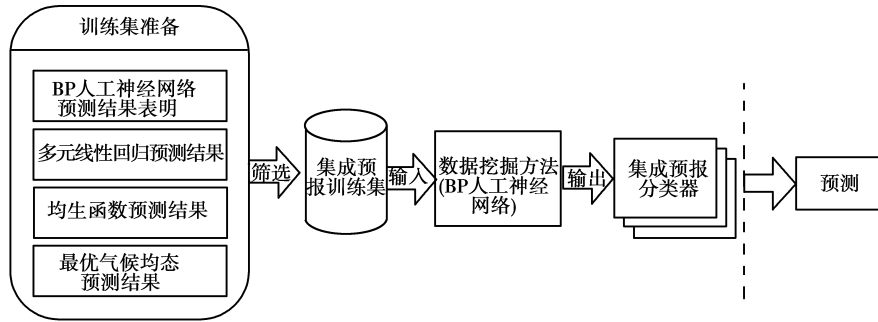 训练集准备
BP人工神经网络
预测结果表明
多元线性回归预测结果
均生函数预测结果
最优气候均态
预测结果
筛选
集成预
报训练集
输入
数据挖掘方法
(BP人工神经
网络)
输出
集成预报
分类器
预测